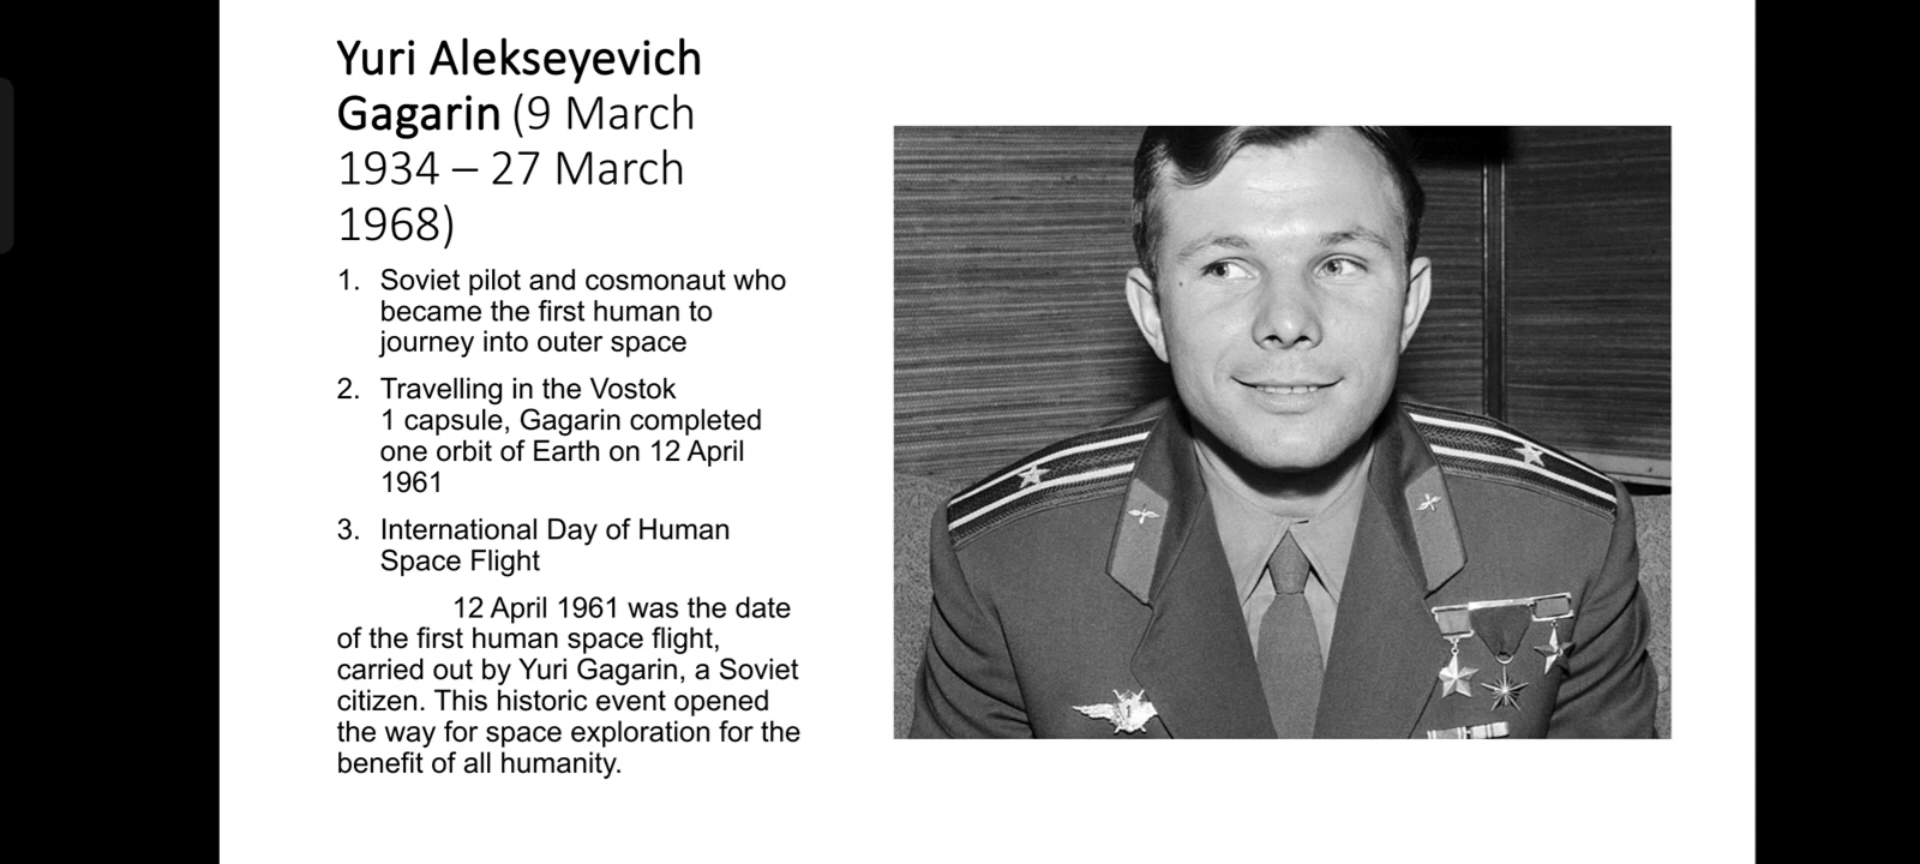 Yuri Alekseyevich
Gagarin (9 March
1934 – 27 March
1968)
1. Soviet pilot and cosmonaut who
became the first human to
journey into outer space
2. Travelling in the Vostok
1 capsule, Gagarin completed
one orbit of Earth on 12 April
1961
3. International Day of Human
Space Flight
12 April 1961 was the date
of the first human space flight,
carried out by Yuri Gagarin, a Soviet
citizen. This historic event opened
the way for space exploration for the
benefit of all humanity.